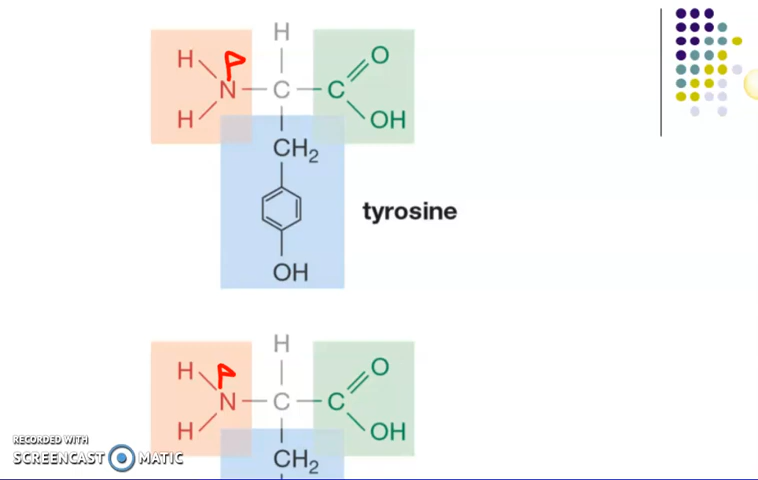 H
H O
P
N C C
H OH
CH2
tyrosine
OH
H
H O
P
N C C
H OH
RECORDED WITH
SCREENCAST MATIC
CH2